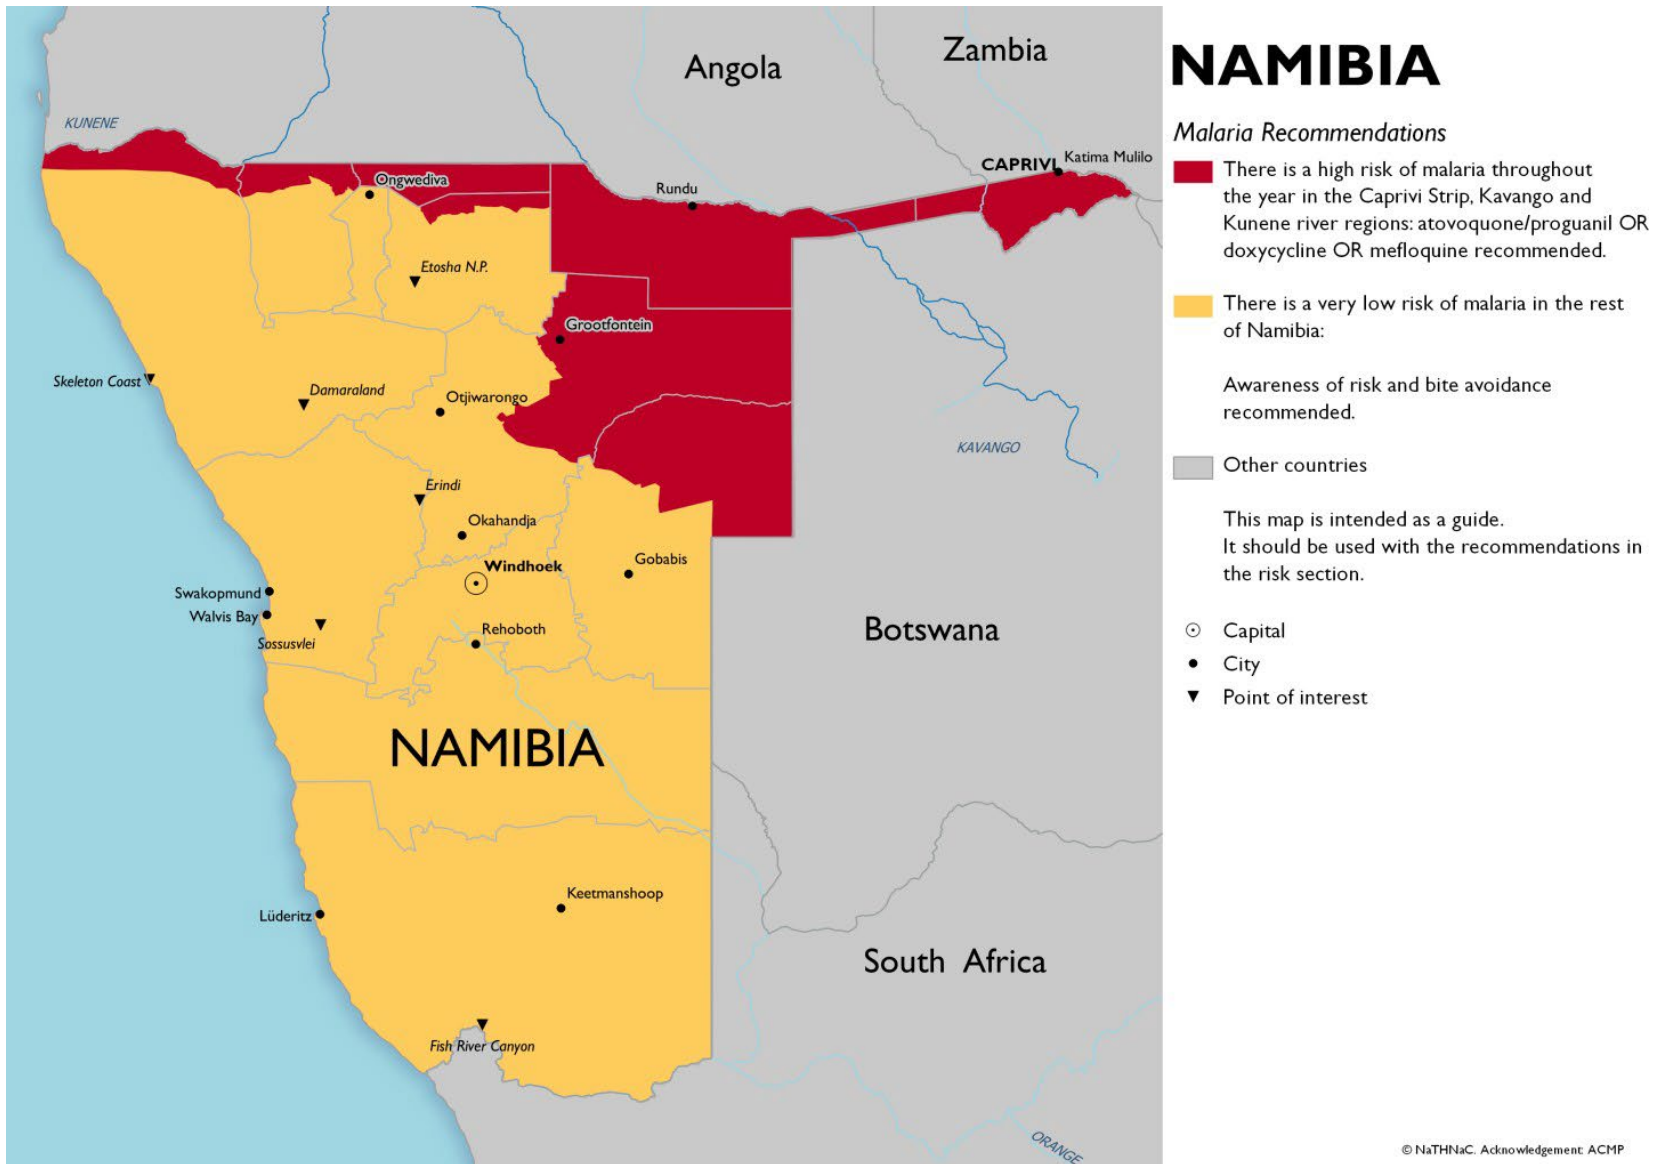 Angola
Zambia
KUNENE
CAPRIVI
Katima Mulilo
Ongwediva
Rundu
Etosha N.P.
Grootfontein
Skeleton Coast
Damaraland
Otjiwarongo
KAVANGO
Erindi
Okahandja
Windhoek
Gobabis
Swakopmund
Walvis Bay
Sossusvlei
Rehoboth
Botswana
NAMIBIA
Keetmanshoop
Lüderitz
South Africa
Fish River Canyon
ORANGE
NAMIBIA
Malaria Recommendations
There is a high risk of malaria throughout
the year in the Caprivi Strip, Kavango and
Kunene river regions: atovoquone/proguanil OR
doxycycline OR mefloquine recommended.
There is a very low risk of malaria in the rest
of Namibia:
Awareness of risk and bite avoidance
recommended.
Other countries
This map is intended as a guide.
It should be used with the recommendations in
the risk section.
Capital
City
Point of interest
© NaTHNaC. Acknowledgement: ACMP